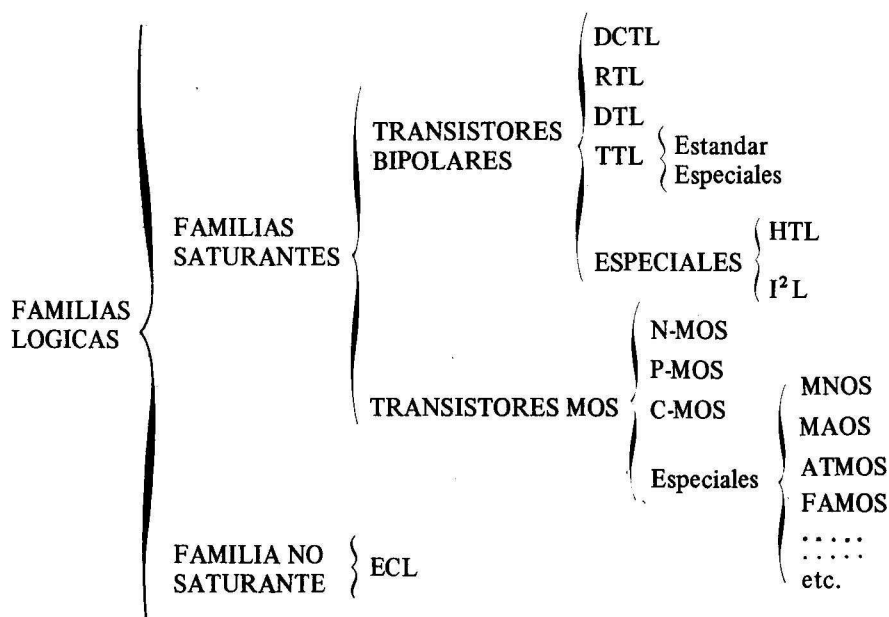 FAMILIAS
LOGICAS
FAMILIAS
SATURANTES
TRANSISTORES
BIPOLARES
DCTL
RTL
DTL
TTL
Estandar
Especiales
ESPECIALES
HTL
I²L
TRANSISTORES MOS
N-MOS
P-MOS
C-MOS
Especiales
MNOS
MAOS
ATMOS
FAMOS
.....
.....
etc.
FAMILIA NO
SATURANTE
ECL